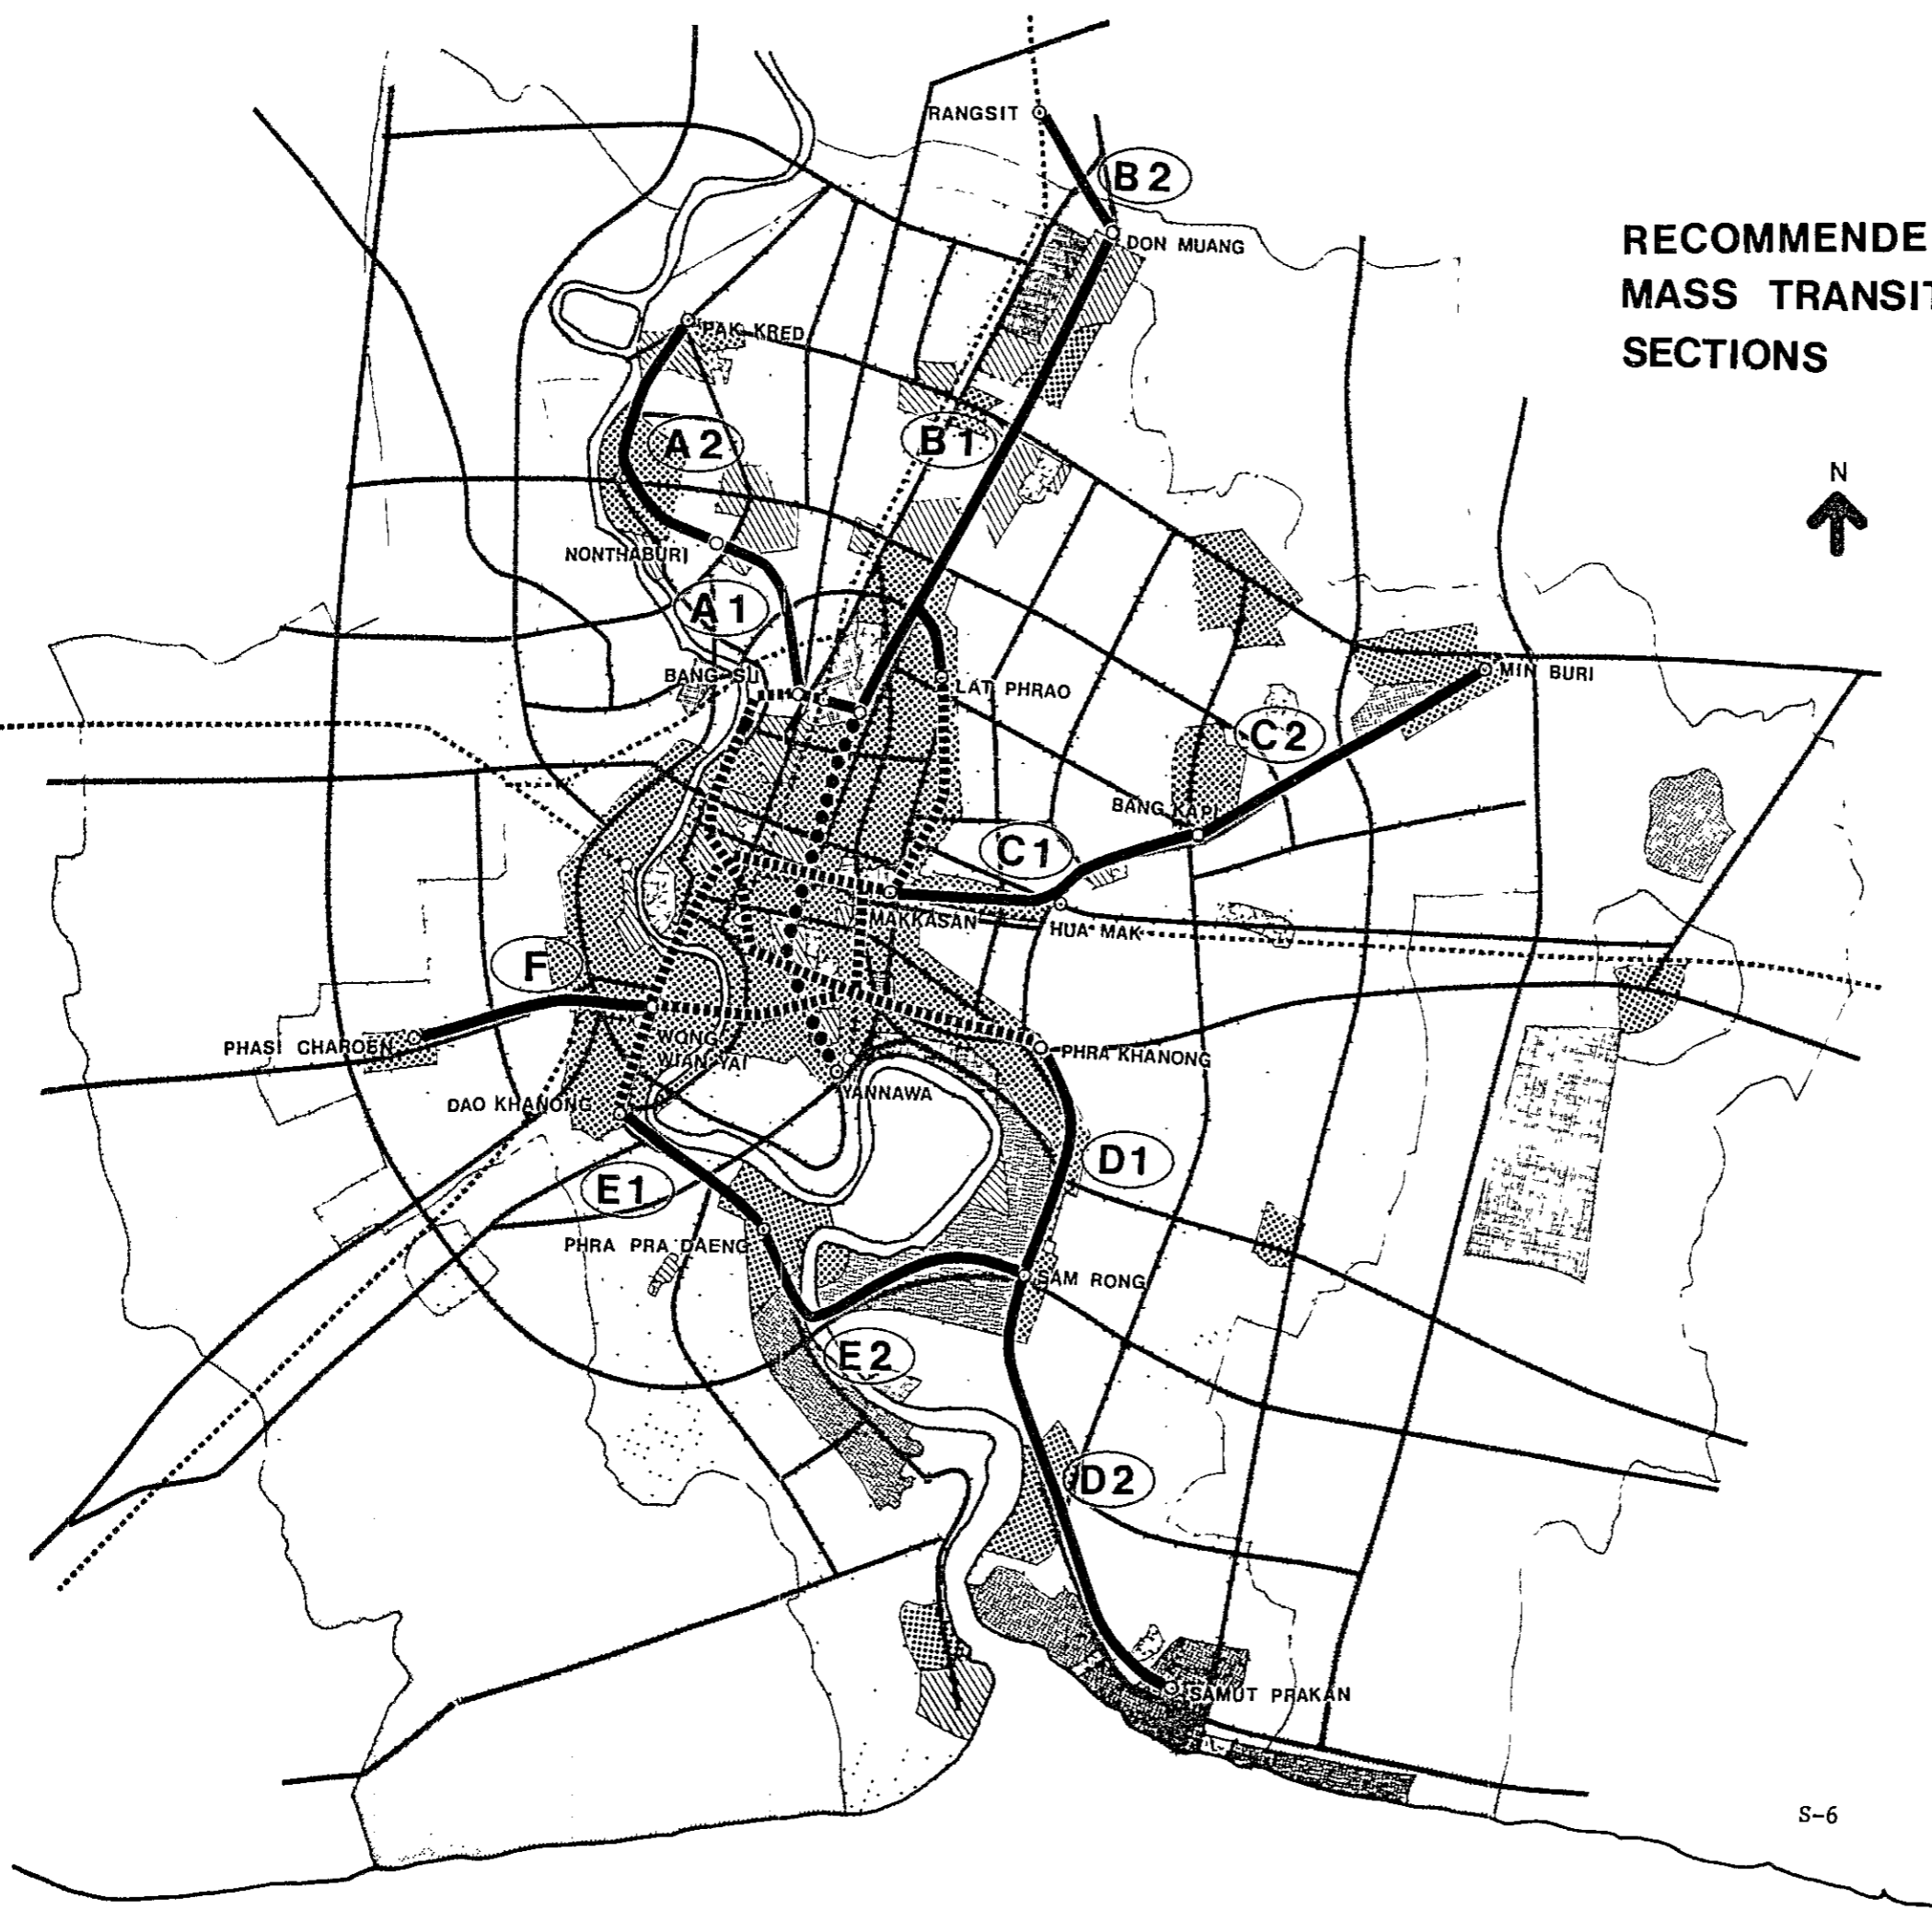 RANGSIT
B2
DON MUANG
RECOMMENDE
MASS TRANSIT
SECTIONS
PAK KRED
A2
B1
N
NONTHABURI
A1
BANG SU
LAT PHRAO
MIN BURI
C2
BANG KAPI
C1
MAKKASAN
HUA MAK
F
PHASI CHAROEN
WONG
WIAN YAI
PHRA KHANONG
YANNAWA
DAO KHANONG
D1
E1
PHRA PRA DAENG
SAM RONG
E2
D2
SAMUT PRAKAN
S-6